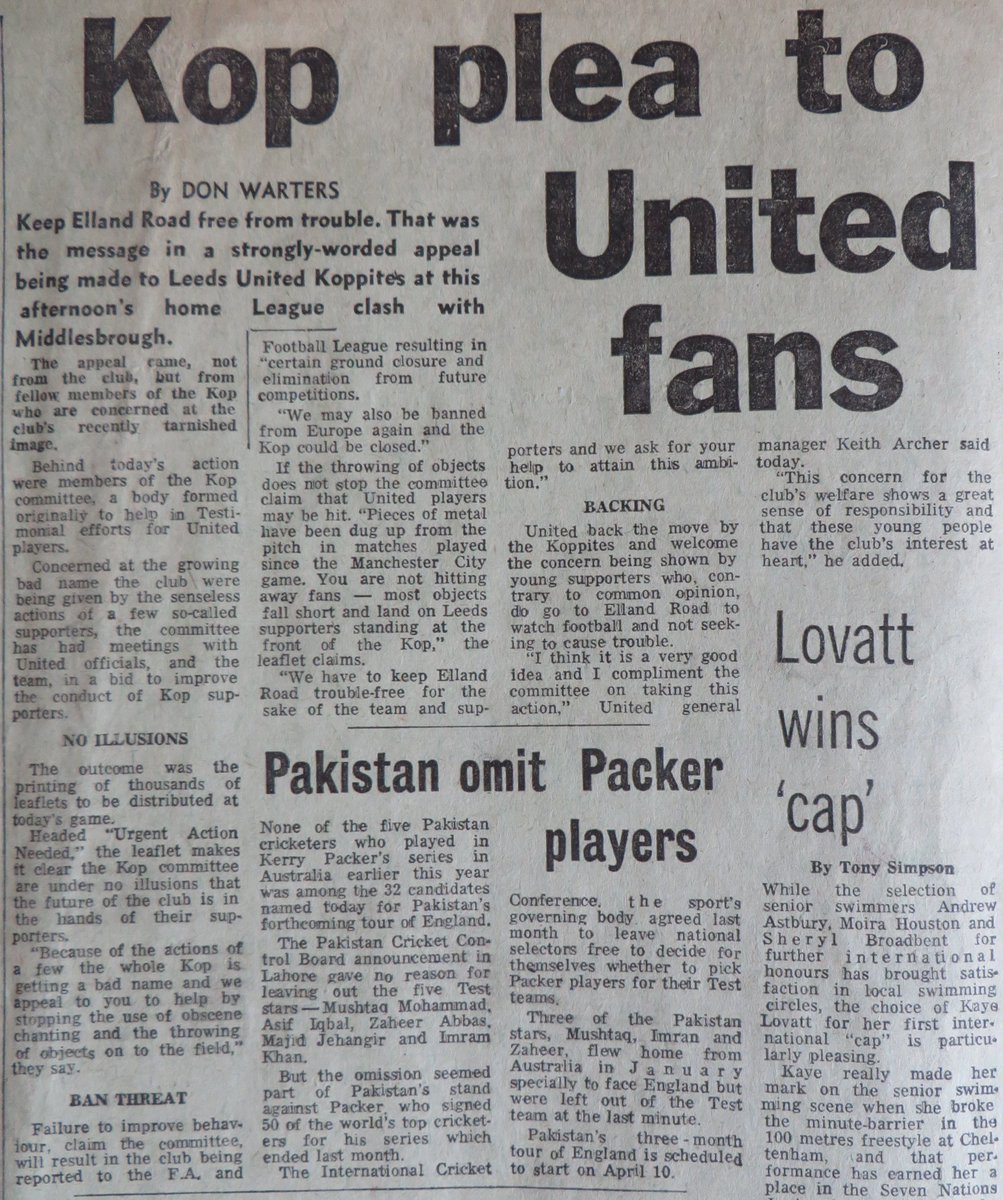 Kop plea to
United
fans
By DON WARTERS
Keep Elland Road free from trouble. That was
the message in a strongly-worded appeal
being made to Leeds United Koppites at this
afternoon's home League clash with
Middlesbrough.
The appeal came, not
from the club, but from
fellow members of the Kop
who are concerned at the
club's recently tarnished
image.
Behind today's action
were members of the Kop
committee, a body formed
originally to help in Testi-
monial efforts for United
players.
Concerned at the growing
bad name the club were
being given by the senseless
actions of a few so-called
supporters, the committee
has had meetings with
United officials, and the
team, in a bid to improve
the conduct of Kop sup-
porters.
NO ILLUSIONS
The outcome was the
printing of thousands of
leaflets to be distributed at
today's game.
Headed "Urgent Action
Needed," the leaflet makes
it clear the Kop committee
are under no illusions that
the future of the club is in
the hands of their sup-
porters.
"Because of the actions of
a few the whole Kop is
getting a bad name and we
appeal to you to help by
stopping the use of obscene
chanting and the throwing
of objects on to the field,"
they say.
BAN THREAT
Failure to improve behav-
iour, claim the committee,
will result in the club being
reported to the F.A. and
Football League resulting in
"certain ground closure and
elimination from future
competitions.
"We may also be banned
from Europe again and the
Kop could be closed."
If the throwing of objects
does not stop the committee
claim that United players
may be hit. "Pieces of metal
have been dug up from the
pitch in matches played
since the Manchester City
game. You are not hitting
away fans — most objects
fall short and land on Leeds
supporters standing at the
front of the Kop," the
leaflet claims.
"We have to keep Elland
Road trouble-free for the
sake of the team and sup-
porters and we ask for your
help to attain this ambi-
tion."
BACKING
United back the move by
the Koppites and welcome
the concern being shown by
young supporters who, con-
trary to common opinion,
do go to Elland Road to
watch football and not seek-
ing to cause trouble.
"I think it is a very good
idea and I compliment the
committee on taking this
action," United general
manager Keith Archer said
today.
"This concern for the
club's welfare shows a great
sense of responsibility and
that these young people
have the club's interest at
heart," he added.
Pakistan omit Packer
players
None of the five Pakistan
cricketers who played in
Kerry Packer's series in
Australia earlier this year
was among the 32 candidates
named today for Pakistan's
forthcoming tour of England.
The Pakistan Cricket Con-
trol Board announcement in
Lahore gave no reason for
leaving out the five Test
stars — Mushtaq Mohammad,
Asif Iqbal, Zaheer Abbas,
Majid Jehangir and Imram
Khan.
But the omission seemed
part of Pakistan's stand
against Packer, who signed
50 of the world's top cricket-
ers for his series which
ended last month.
The International Cricket
Conference, the sport's
governing body agreed last
month to leave national
selectors free to decide for
themselves whether to pick
Packer players for their Test
teams.
Three of the Pakistan
stars, Mushtaq, Imran and
Zaheer, flew home from
Australia in January
specially to face England but
were left out of the Test
team at the last minute.
Pakistan's three-month
tour of England is scheduled
to start on April 10.
Lovatt
wins
'cap'
By Tony Simpson
While the selection of
senior swimmers Andrew
Astbury, Moira Houston and
Sheryl Broadbent for
further international
honours has brought satis-
faction in local swimming
circles, the choice of Kaye
Lovatt for her first inter-
national "cap" is particu-
larly pleasing.
Kaye really made her
mark on the senior swim-
ming scene when she broke
the minute-barrier in the
100 metres freestyle at Chel-
tenham, and that per-
formance has earned her a
place in the Seven Nations